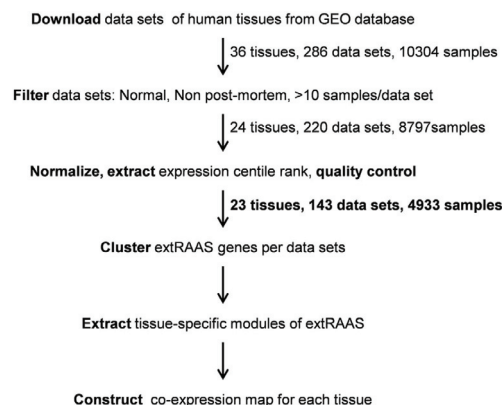 Download data sets of human tissues from GEO database
36 tissues, 286 data sets, 10304 samples
Filter data sets: Normal, Non post-mortem, >10 samples/data set
24 tissues, 220 data sets, 8797samples
Normalize, extract expression centile rank, quality control
23 tissues, 143 data sets, 4933 samples
Cluster extRAAS genes per data sets
Extract tissue-specific modules of extRAAS
Construct co-expression map for each tissue